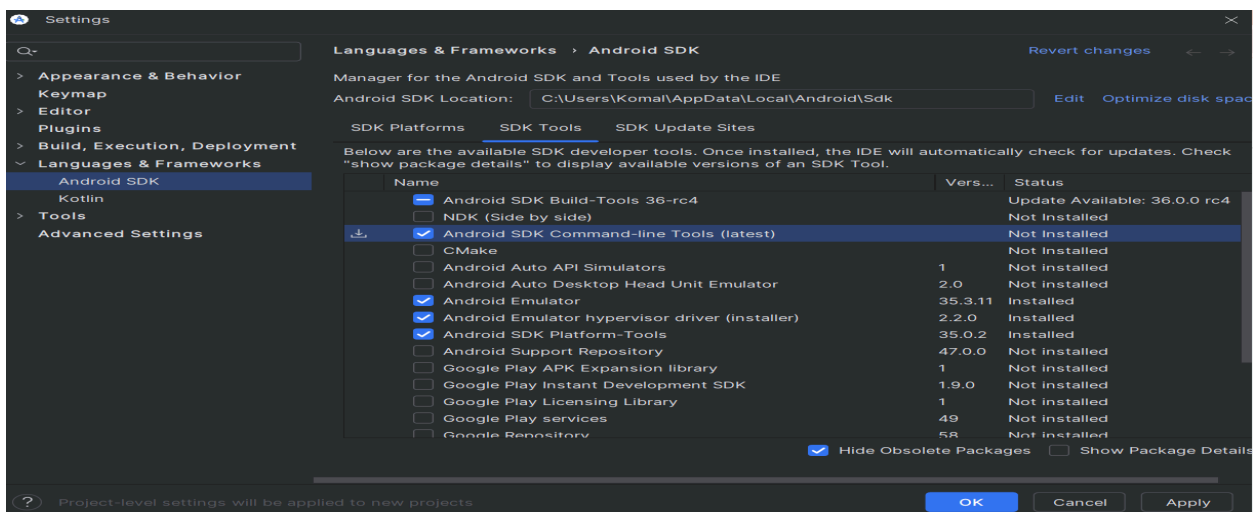 Settings
Languages & Frameworks › Android SDK Revert changes
> Appearance & Behavior
Keymap
> Editor
Plugins
> Build, Execution, Deployment
Languages & Frameworks
Android SDK
Kotlin
> Tools
Advanced Settings
Manager for the Android SDK and Tools used by the IDE
Android SDK Location: C:\Users\Komal\AppData\Local\Android\Sdk Edit Optimize disk spac
SDK Platforms SDK Tools SDK Update Sites
Below are the available SDK developer tools. Once installed, the IDE will automatically check for updates. Check
"show package details" to display available versions of an SDK Tool.
Name Vers... Status
Android SDK Build-Tools 36-rc4 Update Available: 36.0.0 rc4
NDK (Side by side) Not Installed
Android SDK Command-line Tools (latest) Not Installed
CMake Not Installed
Android Auto API Simulators 1 Not installed
Android Auto Desktop Head Unit Emulator 2.0 Not installed
Android Emulator 35.3.11 Installed
Android Emulator hypervisor driver (installer) 2.2.0 Installed
Android SDK Platform-Tools 35.0.2 Installed
Android Support Repository 47.0.0 Not installed
Google Play APK Expansion library 1 Not installed
Google Play Instant Development SDK 1.9.0 Not installed
Google Play Licensing Library 1 Not installed
Google Play services 49 Not installed
Google Repository 58 Not installed
Hide Obsolete Packages Show Package Details
? Project-level settings will be applied to new projects OK Cancel Apply